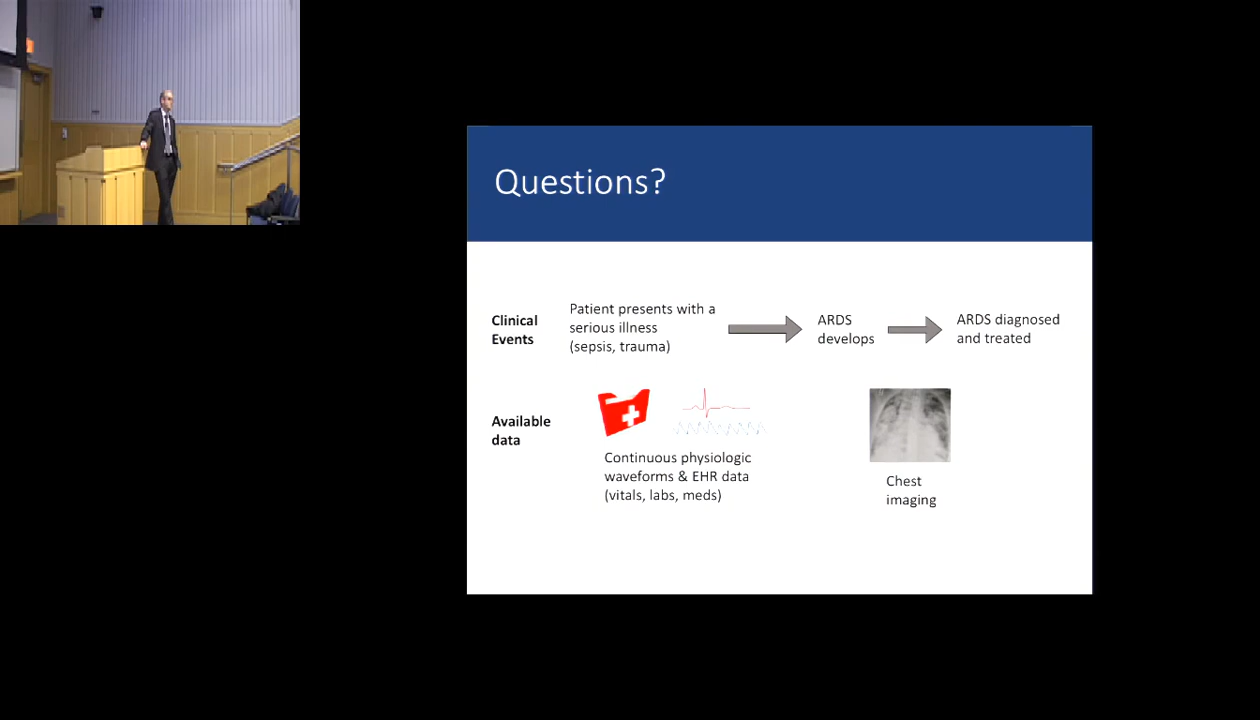 Questions?
Clinical
Events
Patient presents with a
serious illness
(sepsis, trauma)
ARDS
develops
ARDS diagnosed
and treated
Available
data
Continuous physiologic
waveforms & EHR data
(vitals, labs, meds)
Chest
imaging